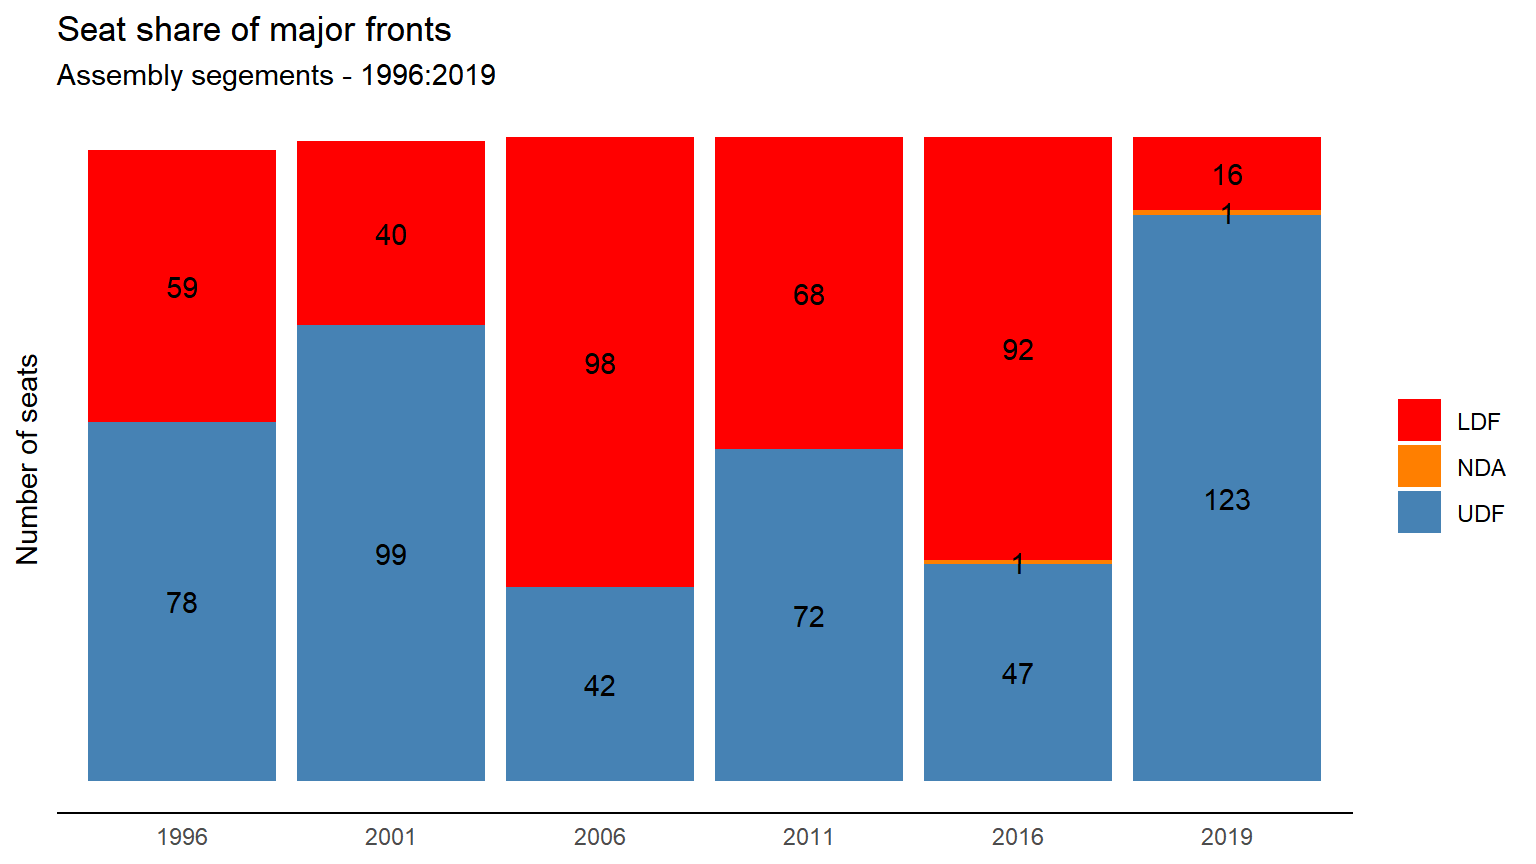 Seat share of major fronts
Assembly segements - 1996:2019
Number of seats
59
78
40
99
98
42
68
72
92
1
47
16
1
123
1996 2001 2006 2011 2016 2019
LDF
NDA
UDF